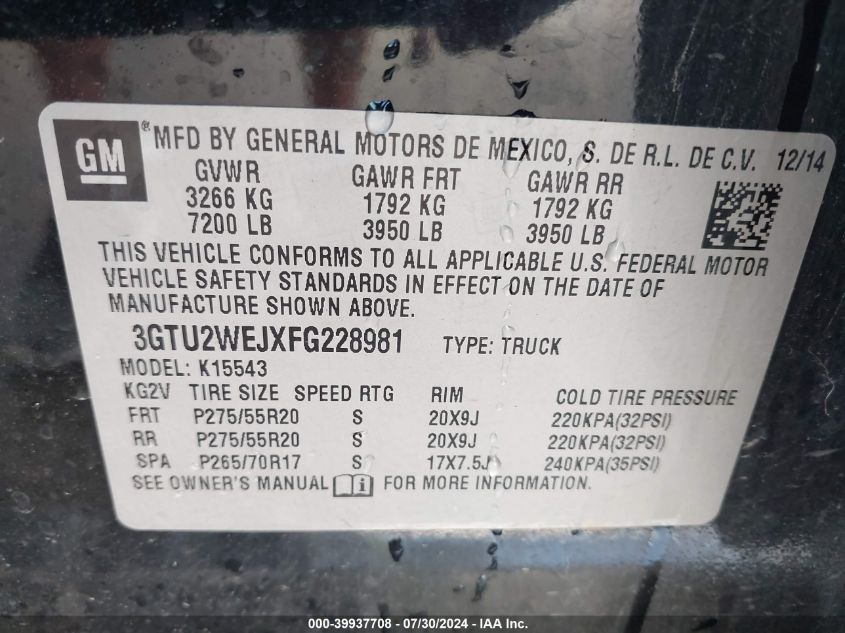 GM ® MFD BY GENERAL MOTORS DE MEXICO, S. DE R.L. DE C.V. 12/14
GVWR GAWR FRT GAWR RR
3266 KG 1792 KG 1792 KG
7200 LB 3950 LB 3950 LB
THIS VEHICLE CONFORMS TO ALL APPLICABLE U.S. FEDERAL MOTOR
VEHICLE SAFETY STANDARDS IN EFFECT ON THE DATE OF
MANUFACTURE SHOWN ABOVE.
3GTU2WEJXFG228981 TYPE: TRUCK
MODEL: K15543
KG2V TIRE SIZE SPEED RTG RIM COLD TIRE PRESSURE
FRT P275/55R20 S 20X9J 220KPA(32PSI)
RR P275/55R20 S 20X9J 220KPA(32PSI)
SPA P265/70R17 S 17X7.5J 240KPA(35PSI)
SEE OWNER'S MANUAL i FOR MORE INFORMATION.
000-39937708 - 07/30/2024 - IAA Inc.